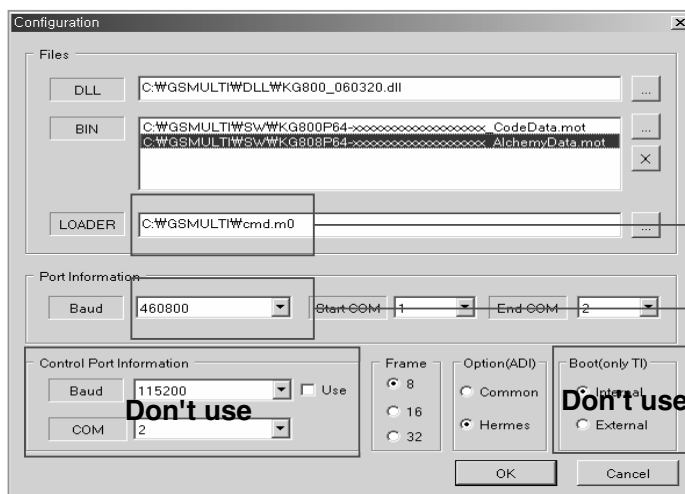 Configuration
Files
DLL
C:₩GSMULTI₩DLL₩KG800_060320.dll
...
BIN
C:₩GSMULTI₩SW₩KG800P64-xxxxxxxxxxxxxxxxxxx_CodeData.mot
C:₩GSMULTI₩SW₩KG808P64-xxxxxxxxxxxxxxxxxxx_AlchemyData.mot
...
X
LOADER
C:₩GSMULTI₩cmd.m0
...
Port Information
Baud
460800
Start COM
1
End COM
2
Control Port Information
Baud
115200
Use
COM
2
Don't use
Frame
8
16
32
Option(ADI)
Common
Hermes
Boot(only TI)
Internal
External
Don't use
OK
Cancel